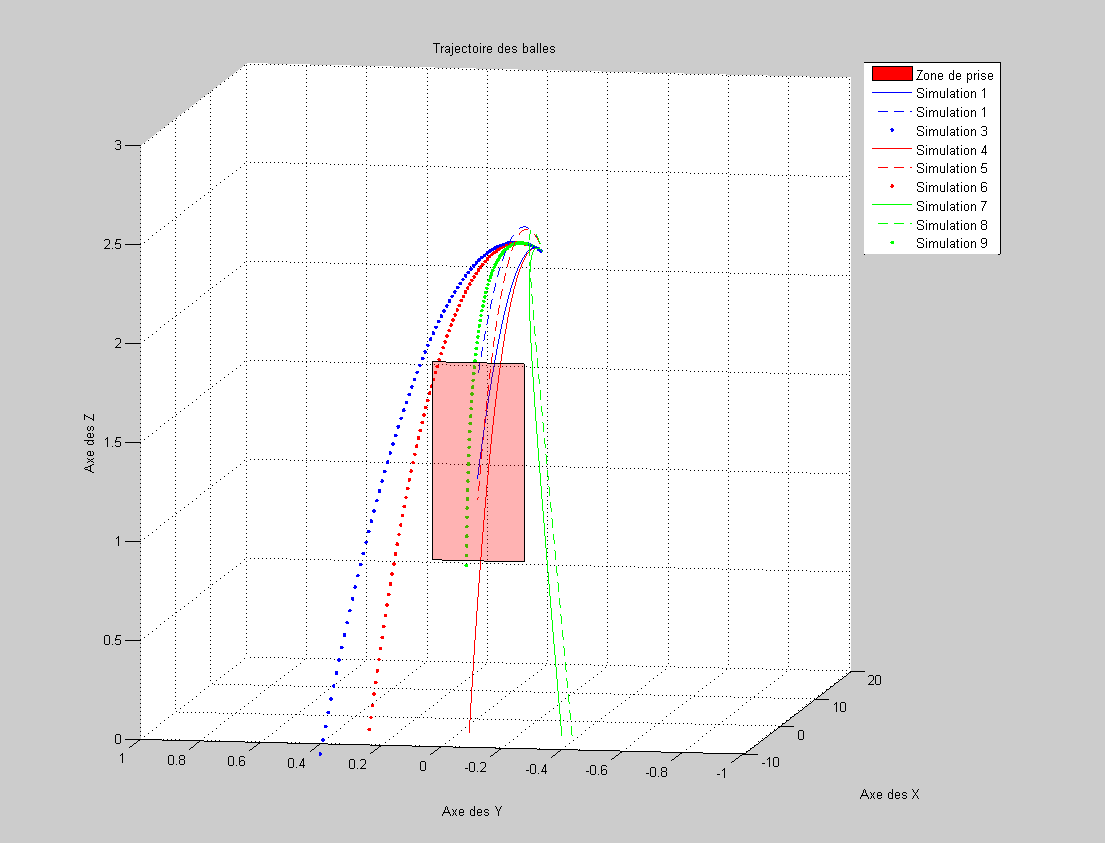 Trajectoire des balles
Zone de prise
Simulation 1
Simulation 1
Simulation 3
Simulation 4
Simulation 5
Simulation 6
Simulation 7
Simulation 8
Simulation 9
3
2.5
2
1.5
1
0.5
0
Axe des Z
1
0.8
0.6
0.4
0.2
0
-0.2
-0.4
-0.6
-0.8
-1
Axe des Y
20
10
0
-10
Axe des X